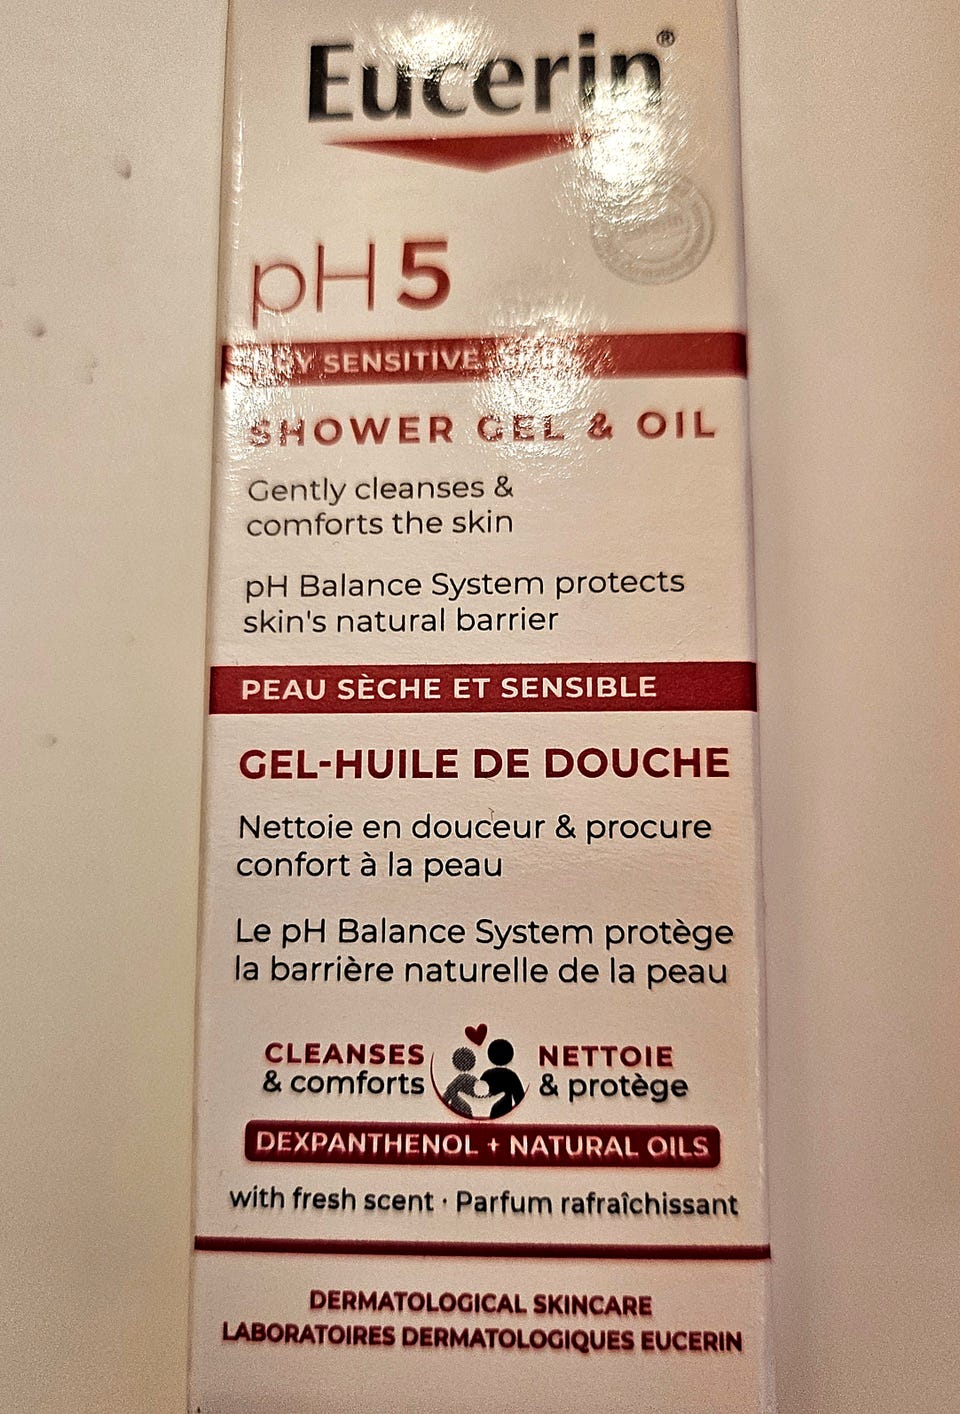 Eucerin®
pH5
DRY SENSITIVE SKIN
SHOWER GEL & OIL
Gently cleanses &
comforts the skin
pH Balance System protects
skin's natural barrier
PEAU SÈCHE ET SENSIBLE
GEL-HUILE DE DOUCHE
Nettoie en douceur & procure
confort à la peau
Le pH Balance System protège
la barrière naturelle de la peau
CLEANSES
& comforts
NETTOIE
& protège
DEXPANTHENOL + NATURAL OILS
with fresh scent · Parfum rafraîchissant
DERMATOLOGICAL SKINCARE
LABORATOIRES DERMATOLOGIQUES EUCERIN